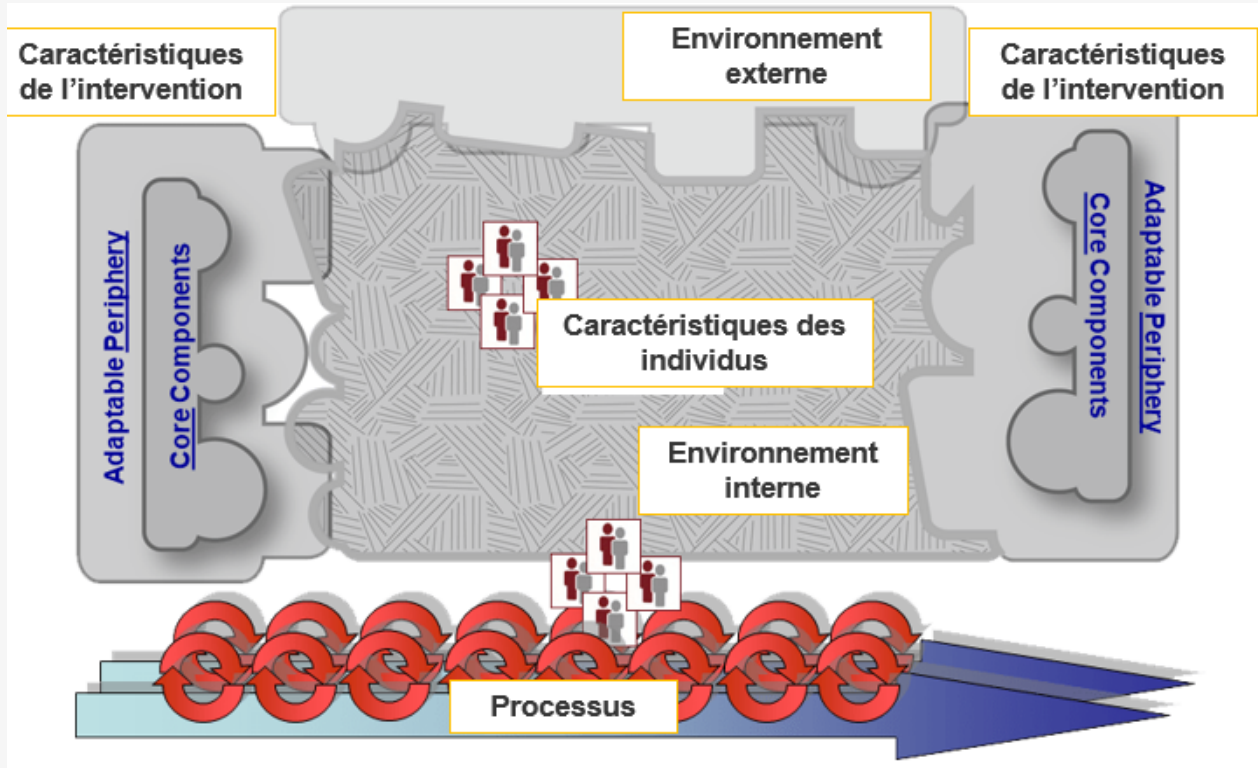 Caractéristiques
de l'intervention
Environnement
externe
Caractéristiques
de l'intervention
Adaptable Periphery
Core Components
Caractéristiques des
individus
Environnement
interne
Core Components
Adaptable Periphery
Processus